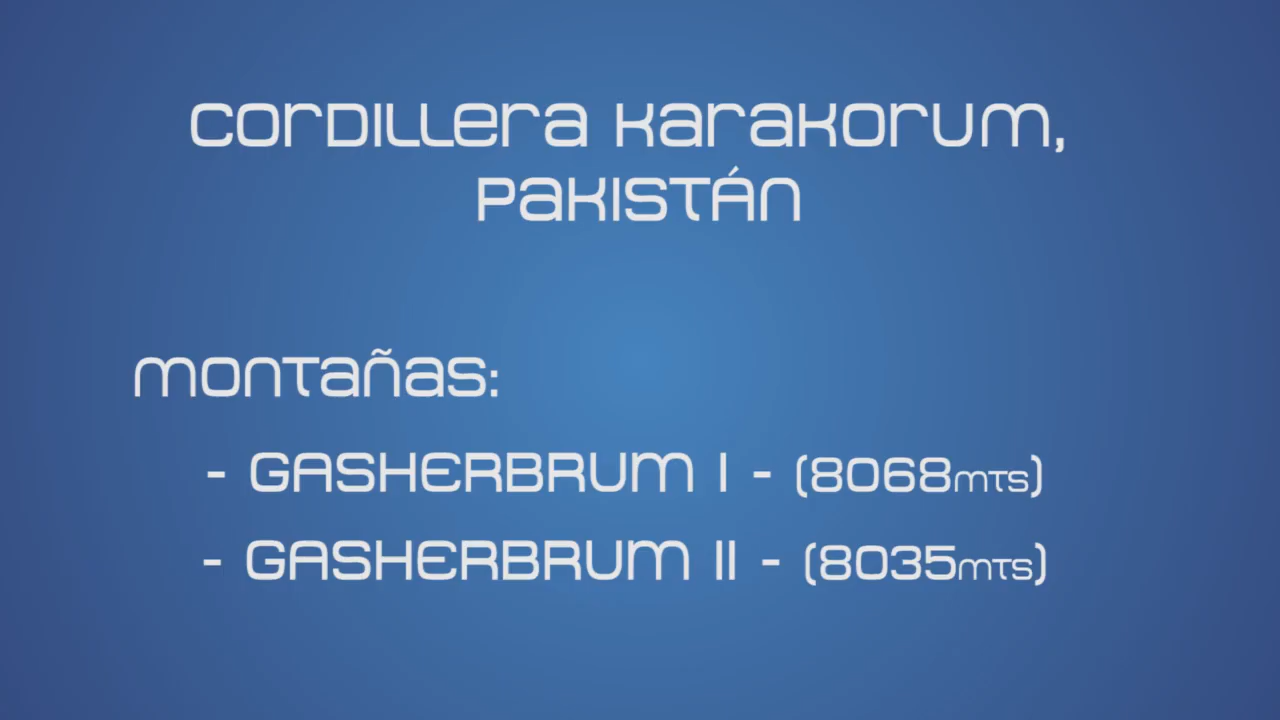 Cordillera Karakorum,
Pakistán
Montañas:
- GASHERBRUM I - (8068mts)
- GASHERBRUM II - (8035mts)